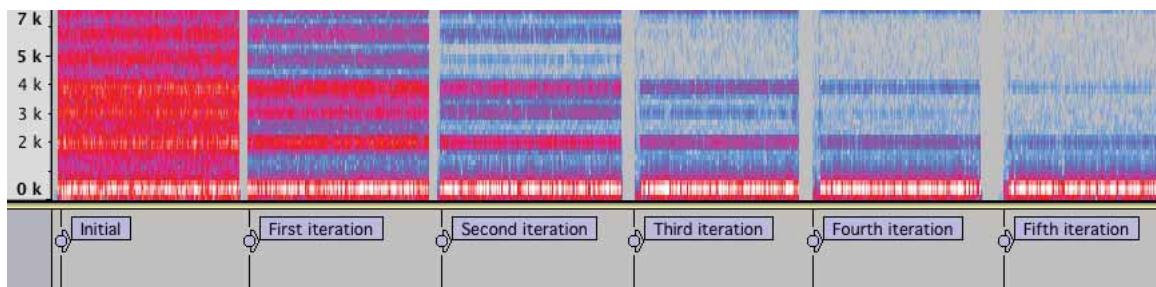 7 k
5 k
4 k
3 k
2 k
0 k
Initial
First iteration
Second iteration
Third iteration
Fourth iteration
Fifth iteration